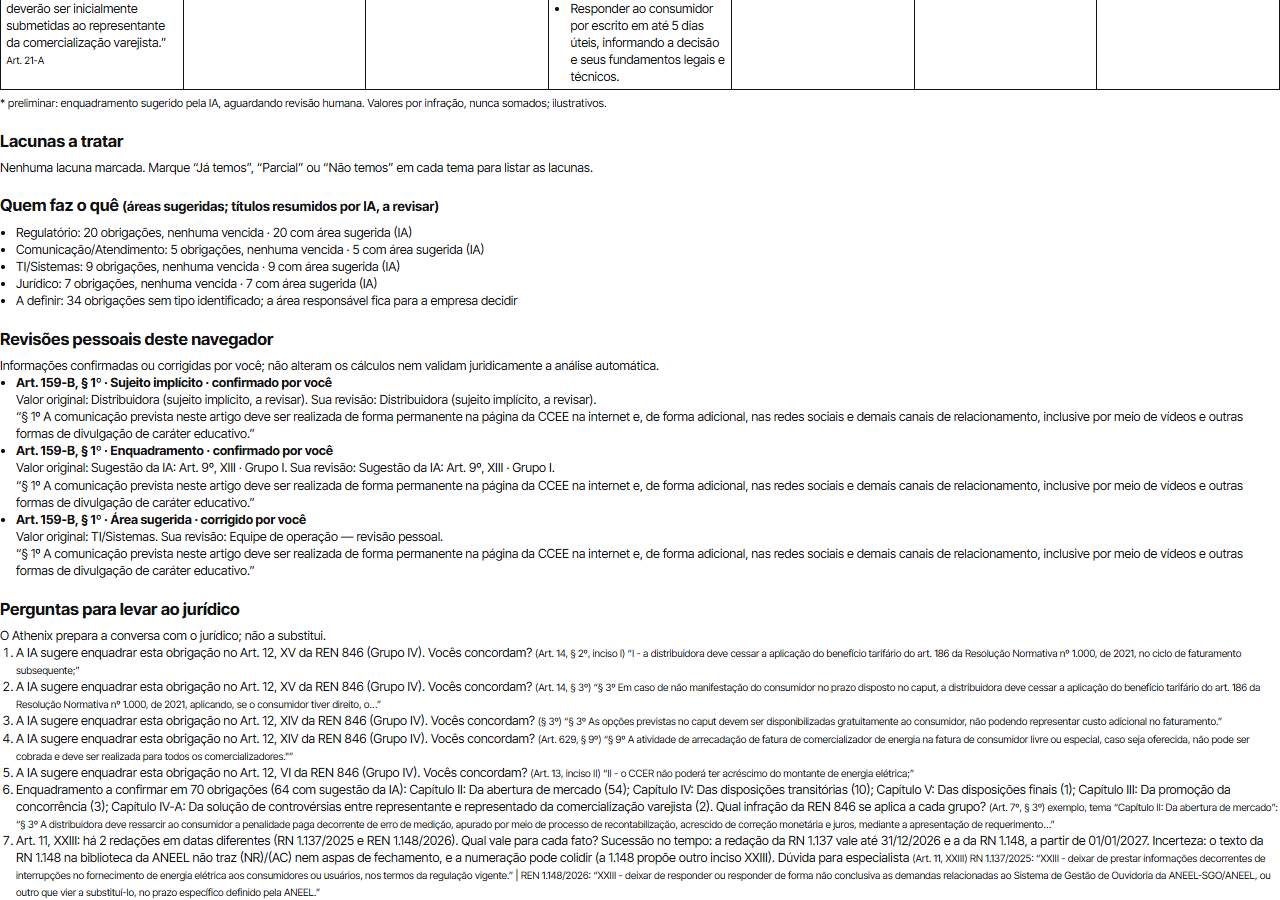 deverão ser inicialmente
submetidas ao representante
da comercialização varejista.”
Art. 21-A
• Responder ao consumidor
por escrito em até 5 dias
úteis, informando a decisão
e seus fundamentos legais e
técnicos.
* preliminar: enquadramento sugerido pela IA, aguardando revisão humana. Valores por infração, nunca somados; ilustrativos.
Lacunas a tratar
Nenhuma lacuna marcada. Marque “Já temos”, “Parcial” ou “Não temos” em cada tema para listar as lacunas.
Quem faz o quê (áreas sugeridas; títulos resumidos por IA, a revisar)
• Regulatório: 20 obrigações, nenhuma vencida · 20 com área sugerida (IA)
• Comunicação/Atendimento: 5 obrigações, nenhuma vencida · 5 com área sugerida (IA)
• TI/Sistemas: 9 obrigações, nenhuma vencida · 9 com área sugerida (IA)
• Jurídico: 7 obrigações, nenhuma vencida · 7 com área sugerida (IA)
• A definir: 34 obrigações sem tipo identificado; a área responsável fica para a empresa decidir
Revisões pessoais deste navegador
Informações confirmadas ou corrigidas por você; não alteram os cálculos nem validam juridicamente a análise automática.
• Art. 159-B, § 1º · Sujeito implícito · confirmado por você
Valor original: Distribuidora (sujeito implícito, a revisar). Sua revisão: Distribuidora (sujeito implícito, a revisar).
“§ 1º A comunicação prevista neste artigo deve ser realizada de forma permanente na página da CCEE na internet e, de forma adicional, nas redes sociais e demais canais de relacionamento, inclusive por meio de vídeos e outras
formas de divulgação de caráter educativo.”
• Art. 159-B, § 1º · Enquadramento · confirmado por você
Valor original: Sugestão da IA: Art. 9º, XIII · Grupo I. Sua revisão: Sugestão da IA: Art. 9º, XIII · Grupo I.
“§ 1º A comunicação prevista neste artigo deve ser realizada de forma permanente na página da CCEE na internet e, de forma adicional, nas redes sociais e demais canais de relacionamento, inclusive por meio de vídeos e outras
formas de divulgação de caráter educativo.”
• Art. 159-B, § 1º · Área sugerida · corrigido por você
Valor original: TI/Sistemas. Sua revisão: Equipe de operação — revisão pessoal.
“§ 1º A comunicação prevista neste artigo deve ser realizada de forma permanente na página da CCEE na internet e, de forma adicional, nas redes sociais e demais canais de relacionamento, inclusive por meio de vídeos e outras
formas de divulgação de caráter educativo.”
Perguntas para levar ao jurídico
O Athenix prepara a conversa com o jurídico; não a substitui.
1. A IA sugere enquadrar esta obrigação no Art. 12, XV da REN 846 (Grupo IV). Vocês concordam? (Art. 14, § 2º, inciso I) “I - a distribuidora deve cessar a aplicação do benefício tarifário do art. 186 da Resolução Normativa nº 1.000, de 2021, no ciclo de faturamento
subsequente;”
2. A IA sugere enquadrar esta obrigação no Art. 12, XV da REN 846 (Grupo IV). Vocês concordam? (Art. 14, § 3º) “§ 3º Em caso de não manifestação do consumidor no prazo disposto no caput, a distribuidora deve cessar a aplicação do benefício tarifário do art. 186 da
Resolução Normativa nº 1.000, de 2021, aplicando, se o consumidor tiver direito, o…”
3. A IA sugere enquadrar esta obrigação no Art. 12, XIV da REN 846 (Grupo IV). Vocês concordam? (§ 3º) “§ 3º As opções previstas no caput devem ser disponibilizadas gratuitamente ao consumidor, não podendo representar custo adicional no faturamento.”
4. A IA sugere enquadrar esta obrigação no Art. 12, XIV da REN 846 (Grupo IV). Vocês concordam? (Art. 629, § 9º) “§ 9º A atividade de arrecadação de fatura de comercializador de energia na fatura de consumidor livre ou especial, caso seja oferecida, não pode ser
cobrada e deve ser realizada para todos os comercializadores."”
5. A IA sugere enquadrar esta obrigação no Art. 12, VI da REN 846 (Grupo IV). Vocês concordam? (Art. 13, inciso II) “II - o CCER não poderá ter acréscimo do montante de energia elétrica;”
6. Enquadramento a confirmar em 70 obrigações (64 com sugestão da IA): Capítulo II: Da abertura de mercado (54); Capítulo IV: Das disposições transitórias (10); Capítulo V: Das disposições finais (1); Capítulo III: Da promoção da
concorrência (3); Capítulo IV-A: Da solução de controvérsias entre representante e representado da comercialização varejista (2). Qual infração da REN 846 se aplica a cada grupo? (Art. 7º, § 3º) exemplo, tema “Capítulo II: Da abertura de mercado”:
“§ 3º A distribuidora deve ressarcir ao consumidor a penalidade paga decorrente de erro de medição, apurado por meio de processo de recontabilização, acrescido de correção monetária e juros, mediante a apresentação de requerimento…”
7. Art. 11, XXIII: há 2 redações em datas diferentes (RN 1.137/2025 e REN 1.148/2026). Qual vale para cada fato? Sucessão no tempo: a redação da RN 1.137 vale até 31/12/2026 e a da RN 1.148, a partir de 01/01/2027. Incerteza: o texto da
RN 1.148 na biblioteca da ANEEL não traz (NR)/(AC) nem aspas de fechamento, e a numeração pode colidir (a 1.148 propõe outro inciso XXIII). Dúvida para especialista (Art. 11, XXIII) RN 1.137/2025: “XXIII - deixar de prestar informações decorrentes de
interrupções no fornecimento de energia elétrica aos consumidores ou usuários, nos termos da regulação vigente.” | REN 1.148/2026: “XXIII - deixar de responder ou responder de forma não conclusiva as demandas relacionadas ao Sistema de Gestão de Ouvidoria da ANEEL-SGO/ANEEL, ou
outro que vier a substituí-lo, no prazo específico definido pela ANEEL.”